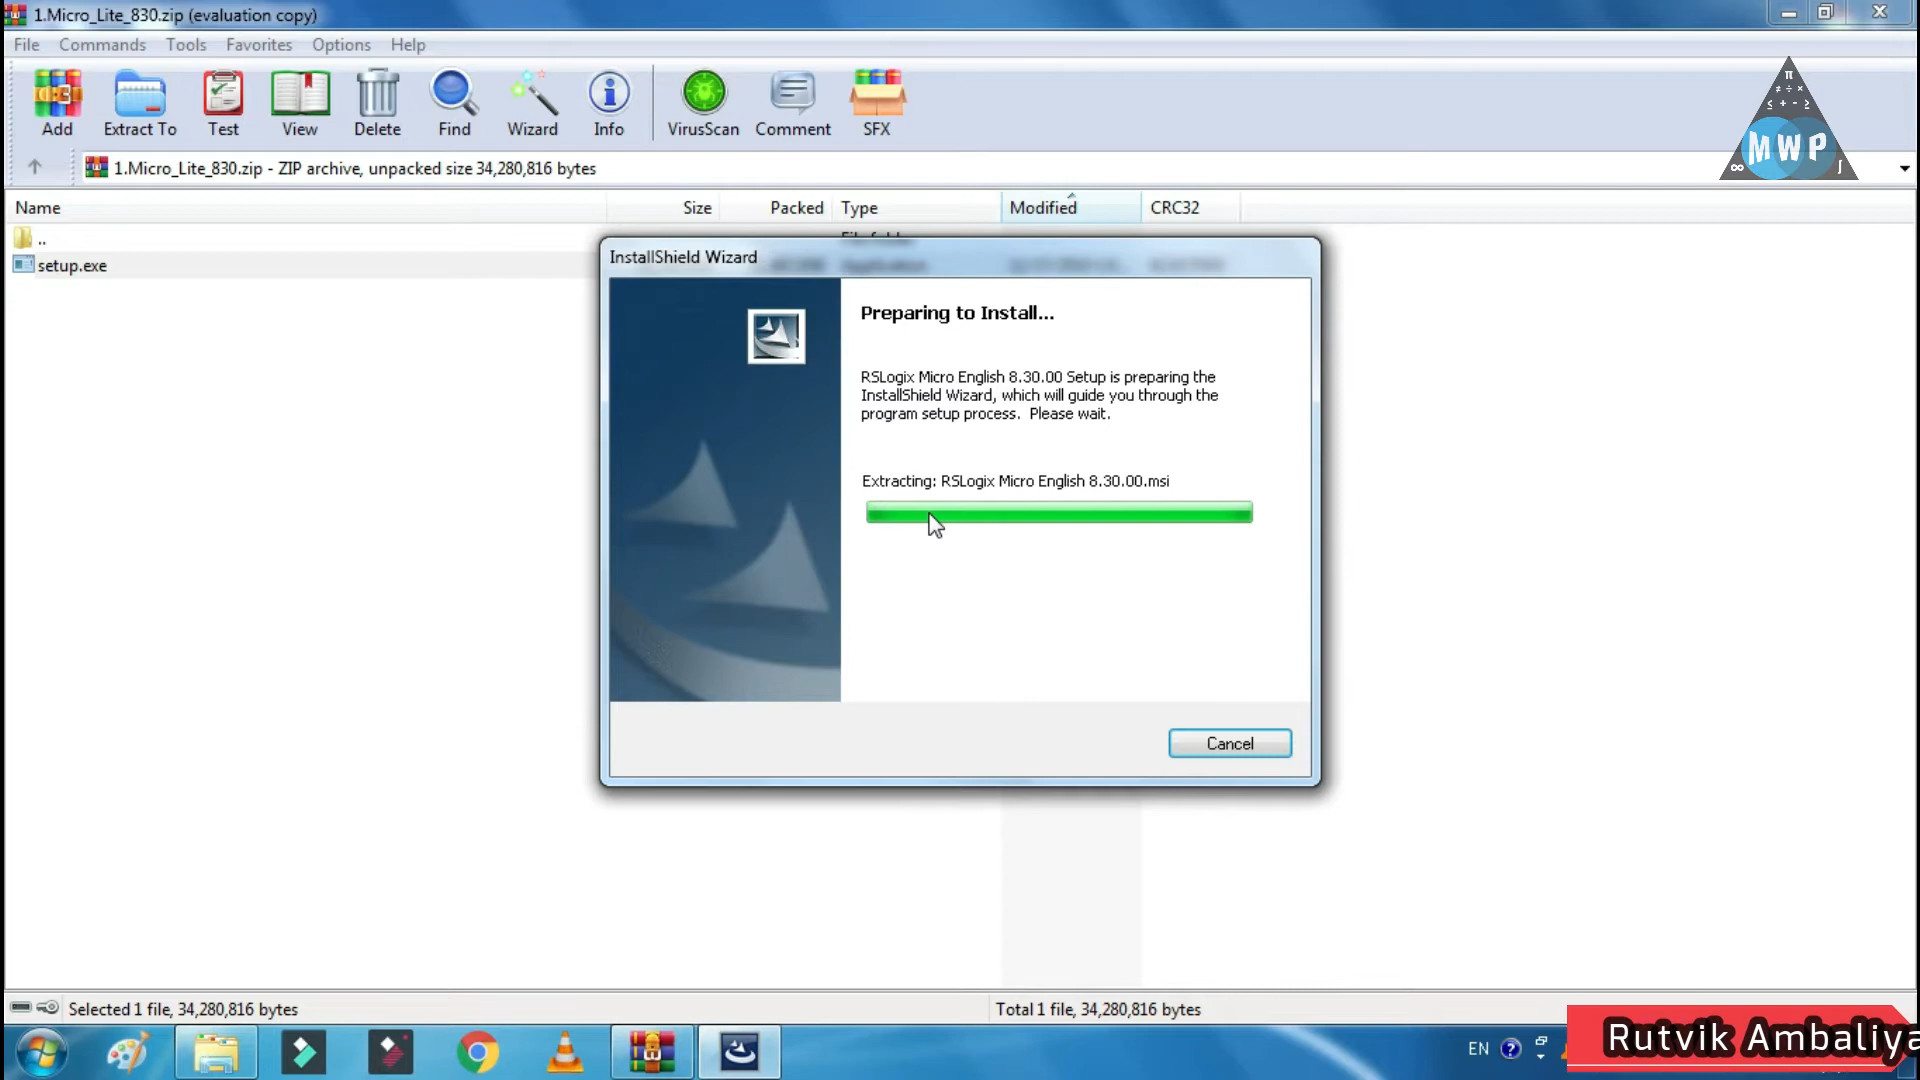 1.Micro_Lite_830.zip (evaluation copy)
File Commands Tools Favorites Options Help
Add Extract To Test View Delete Find Wizard Info VirusScan Comment SFX
π
≠ ÷ ×
≤ + - ≥
MWP
∞ ∫
1.Micro_Lite_830.zip - ZIP archive, unpacked size 34,280,816 bytes
Name Size Packed Type Modified CRC32
..
setup.exe
InstallShield Wizard
Preparing to Install...
RSLogix Micro English 8.30.00 Setup is preparing the
InstallShield Wizard, which will guide you through the
program setup process. Please wait.
Extracting: RSLogix Micro English 8.30.00.msi
Cancel
Selected 1 file, 34,280,816 bytes
Total 1 file, 34,280,816 bytes
EN
Rutvik Ambaliya